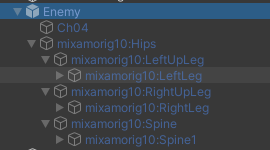 Enemy
Ch04
mixamorig10:Hips
mixamorig10:LeftUpLeg
mixamorig10:LeftLeg
mixamorig10:RightUpLeg
mixamorig10:RightLeg
mixamorig10:Spine
mixamorig10:Spine1